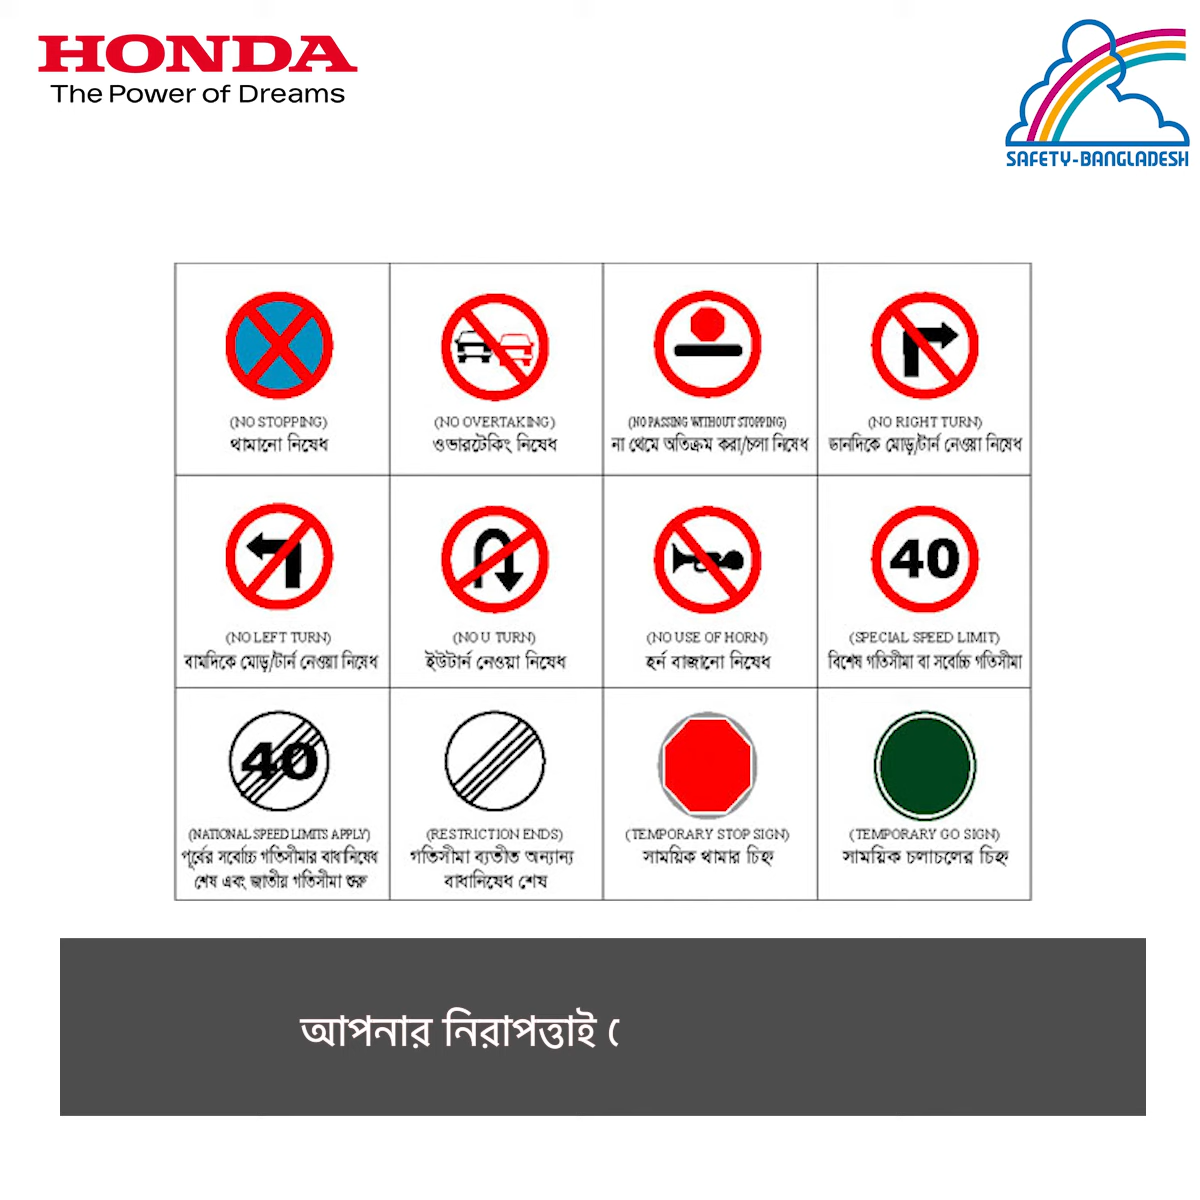 HONDA
The Power of Dreams
SAFETY-BANGLADESH
(NO STOPPING)
থামানো নিষেধ
(NO OVERTAKING)
ওভারটেকিং নিষেধ
(NO PASSING WITHOUT STOPPING)
না থেমে অতিক্রম করা/চলা নিষেধ
(NO RIGHT TURN)
ডানদিকে মোড়/টার্ন নেওয়া নিষেধ
(NO LEFT TURN)
বামদিকে মোড়/টার্ন নেওয়া নিষেধ
(NO U TURN)
ইউটার্ন নেওয়া নিষেধ
(NO USE OF HORN)
হর্ন বাজানো নিষেধ
40
(SPECIAL SPEED LIMIT)
বিশেষ গতিসীমা বা সর্বোচ্চ গতিসীমা
40
(NATIONAL SPEED LIMITS APPLY)
পূর্বের সর্বোচ্চ গতিসীমার বাধানিষেধ
শেষ এবং জাতীয় গতিসীমা শুরু
(RESTRICTION ENDS)
গতিসীমা ব্যতীত অন্যান্য
বাধানিষেধ শেষ
(TEMPORARY STOP SIGN)
সাময়িক থামার চিহ্ন
(TEMPORARY GO SIGN)
সাময়িক চলাচলের চিহ্ন
আপনার নিরাপত্তাই